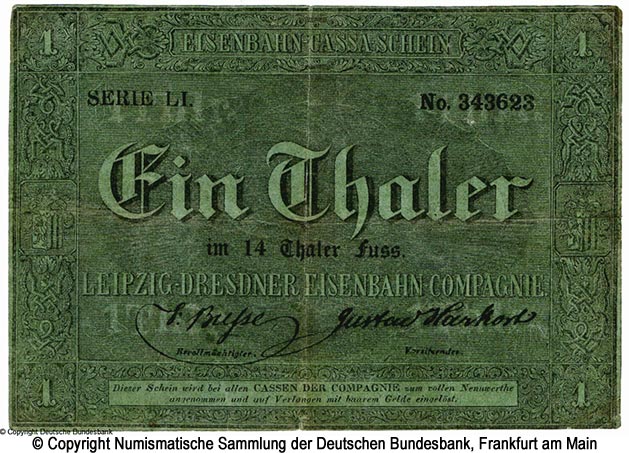 1 EISENBAHN-CASSA-SCHEIN 1
SERIE LI. No. 343623
Ein Thaler
im 14 Thaler Fuss.
LEIPZIG-DRESDNER EISENBAHN-COMPAGNIE.
F. Busse Gustav Harkort
Bevollmächtigter. Vorsitzender.
1 Dieser Schein wird bei allen CASSEN DER COMPAGNIE zum vollen Nennwerthe 1
angenommen und auf Verlangen mit baarem Gelde eingelöst.
© Copyright Deutsche Bundesbank
© Copyright Numismatische Sammlung der Deutschen Bundesbank, Frankfurt am Main